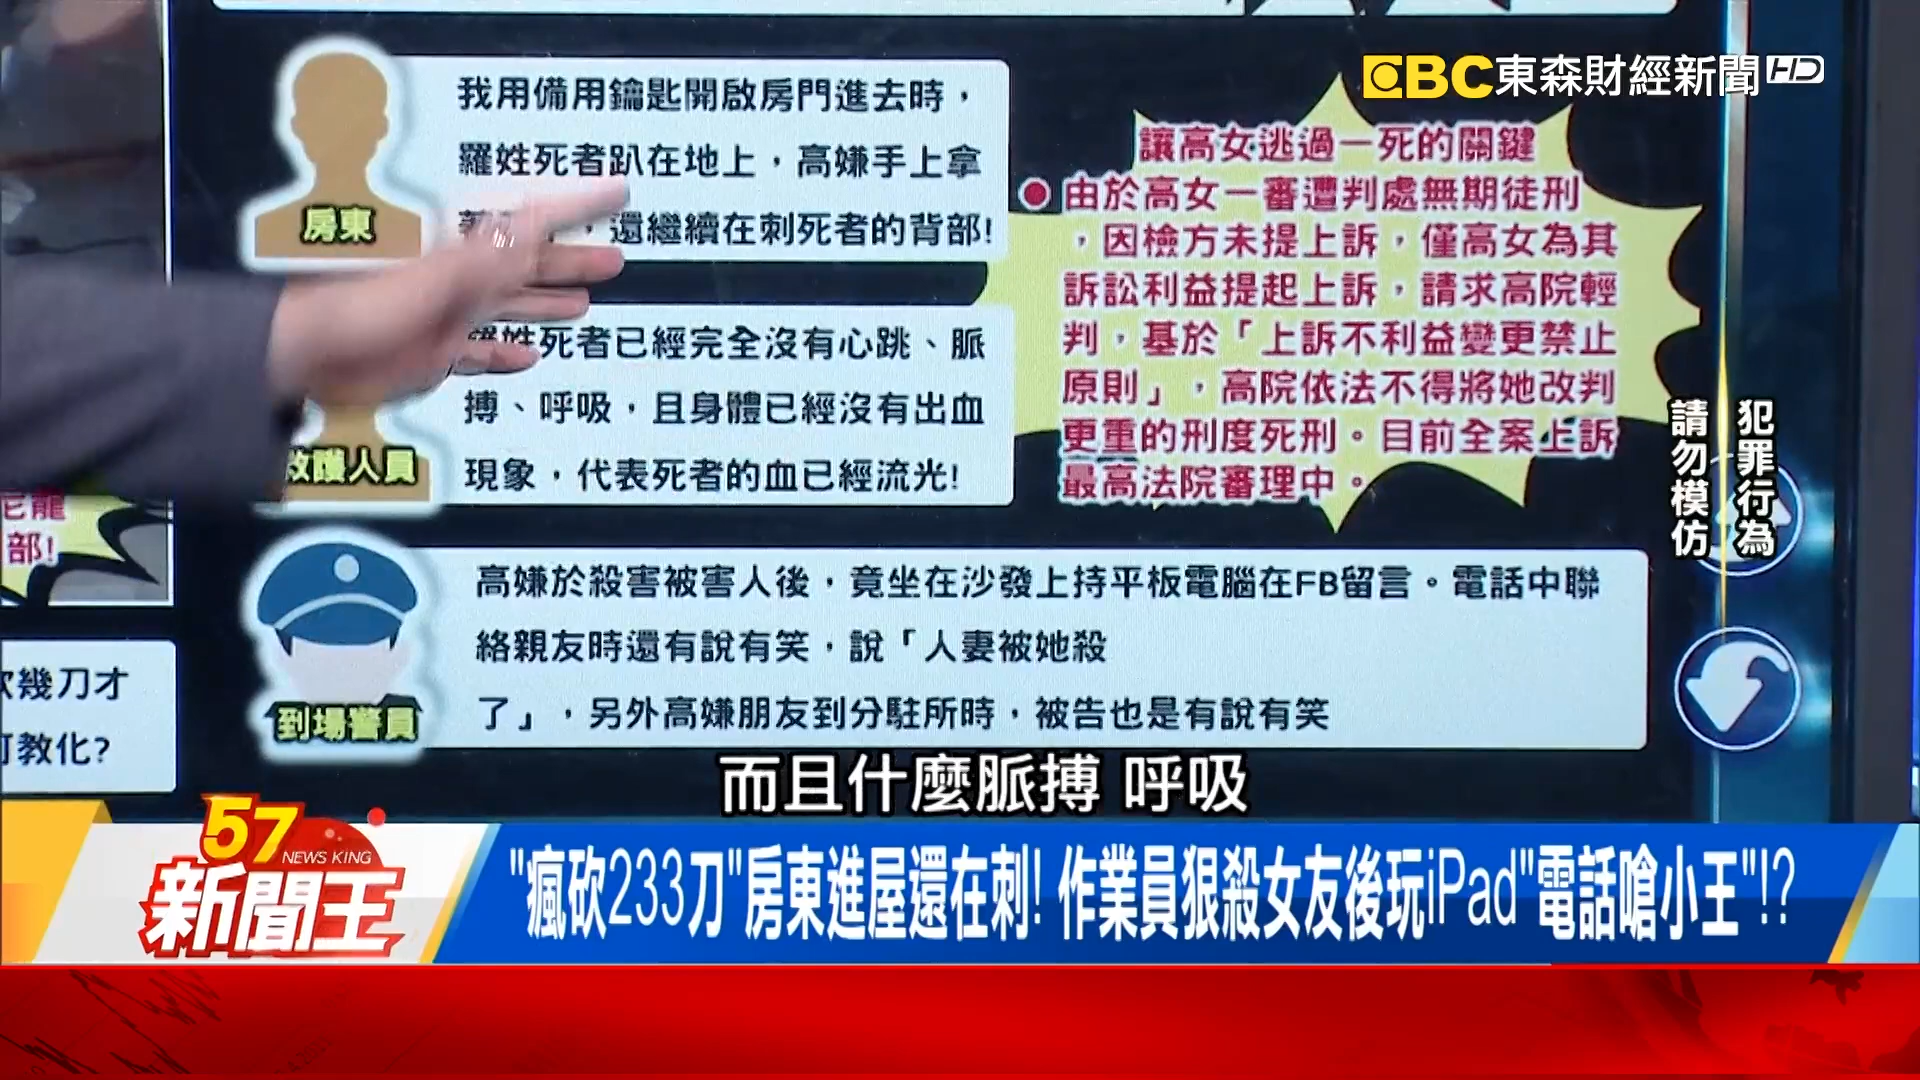 EBC東森財經新聞HD
我用備用鑰匙開啟房門進去時，
羅姓死者趴在地上，高嫌手上拿
，還繼續在刺死者的背部!
房東
姓死者已經完全沒有心跳、脈
搏、呼吸，且身體已經沒有出血
現象，代表死者的血已經流光!
救護人員
讓高女逃過一死的關鍵
由於高女一審遭判處無期徒刑
，因檢方未提上訴，僅高女為其
訴訟利益提起上訴，請求高院輕
判，基於「上訴不利益變更禁止
原則」，高院依法不得將她改判
更重的刑度死刑。目前全案上訴
最高法院審理中。
犯罪行為
請勿模仿
部!
幾刀才
教化?
高嫌於殺害被害人後，竟坐在沙發上持平板電腦在FB留言。電話中聯
絡親友時還有說有笑，說「人妻被她殺
了」，另外高嫌朋友到分駐所時，被告也是有說有笑
到場警員
而且什麼脈搏 呼吸
57
NEWS KING
新聞王
"瘋砍233刀"房東進屋還在刺! 作業員狠殺女友後玩iPad"電話嗆小王"!?